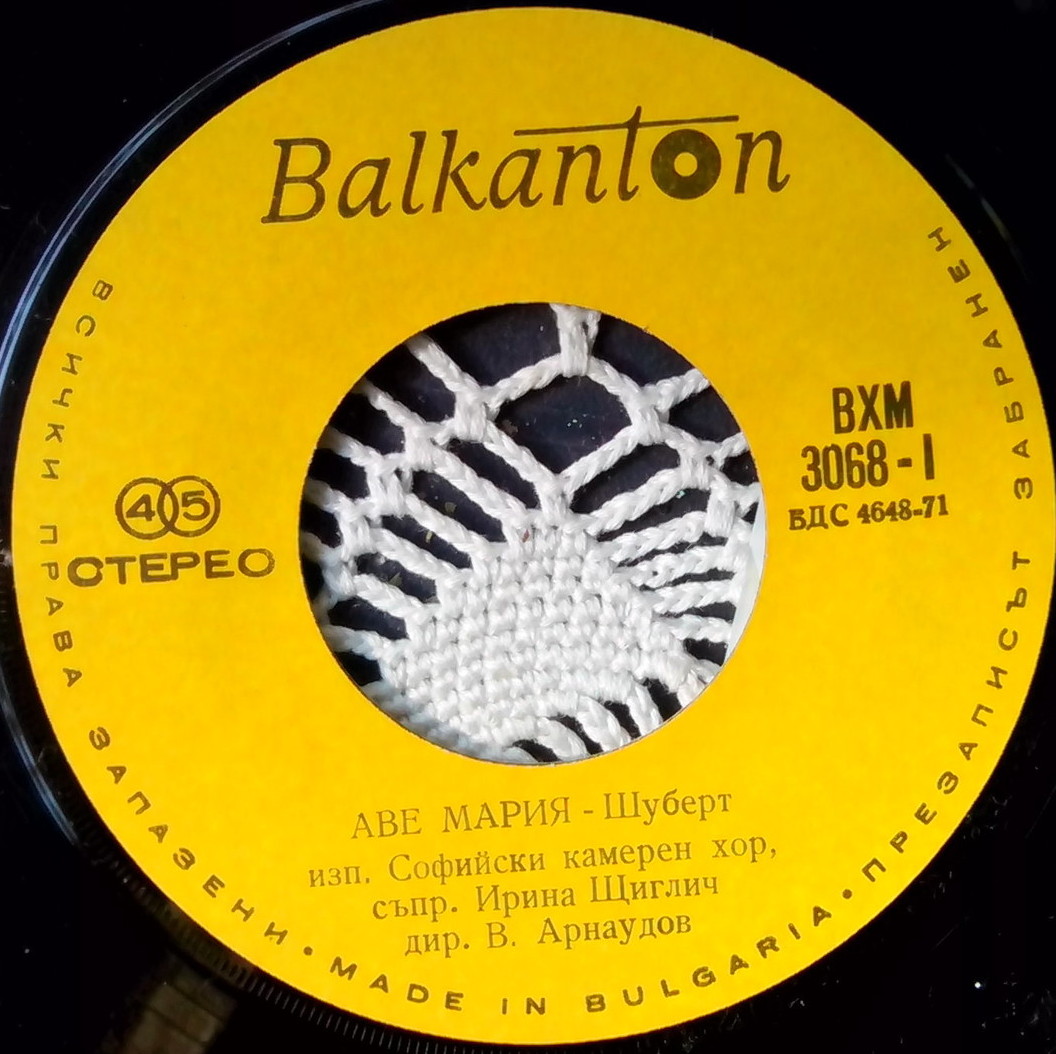 Balkanton
ВХМ
3068-I
БДС 4648-71
45
СТЕРЕО
АВЕ МАРИЯ - Шуберт
изп. Софийски камерен хор,
съпр. Ирина Щиглич
дир. В. Арнаудов
ВСИЧКИ ПРАВА ЗАПАЗЕНИ • MADE IN BULGARIA • ПРЕЗАПИСЪТ ЗАБРАНЕН